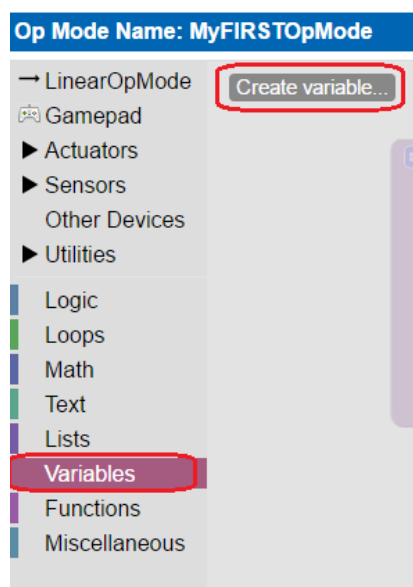 Op Mode Name: MyFIRSTOpMode
LinearOpMode
Create variable...
Gamepad
Actuators
Sensors
Other Devices
Utilities
Logic
Loops
Math
Text
Lists
Variables
Functions
Miscellaneous